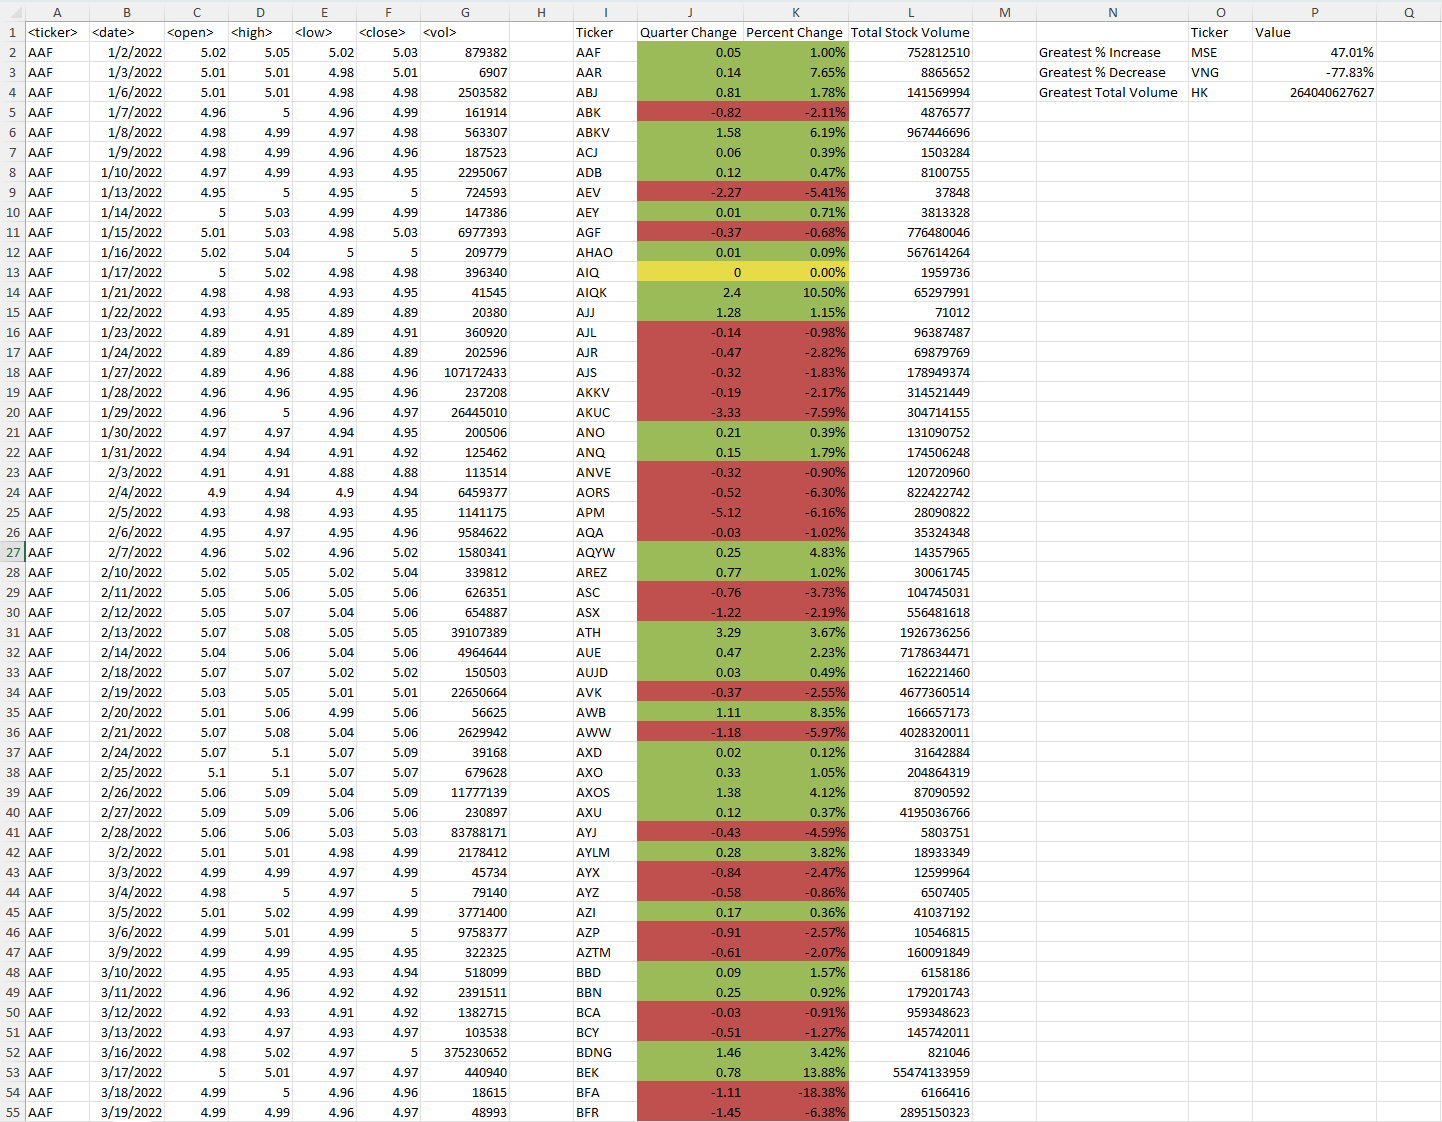 A B C D E F G H I J K L M N O P Q
1 <ticker> <date> <open> <high> <low> <close> <vol> Ticker Quarter Change Percent Change Total Stock Volume Ticker Value
2 AAF 1/2/2022 5.02 5.05 5.02 5.03 879382 AAF 0.05 1.00% 752812510 Greatest % Increase MSE 47.01%
3 AAF 1/3/2022 5.01 5.01 4.98 5.01 6907 AAR 0.14 7.65% 8865652 Greatest % Decrease VNG -77.83%
4 AAF 1/6/2022 5.01 5.01 4.98 4.98 2503582 ABJ 0.81 1.78% 141569994 Greatest Total Volume HK 264040627627
5 AAF 1/7/2022 4.96 5 4.96 4.99 161914 ABK -0.82 -2.11% 4876577
6 AAF 1/8/2022 4.98 4.99 4.97 4.98 563307 ABKV 1.58 6.19% 967446696
7 AAF 1/9/2022 4.98 4.99 4.96 4.96 187523 ACJ 0.06 0.39% 1503284
8 AAF 1/10/2022 4.97 4.99 4.93 4.95 2295067 ADB 0.12 0.47% 8100755
9 AAF 1/13/2022 4.95 5 4.95 5 724593 AEV -2.27 -5.41% 37848
10 AAF 1/14/2022 5 5.03 4.99 4.99 147386 AEY 0.01 0.71% 3813328
11 AAF 1/15/2022 5.01 5.03 4.98 5.03 6977393 AGF -0.37 -0.68% 776480046
12 AAF 1/16/2022 5.02 5.04 5 5 209779 AHAO 0.01 0.09% 567614264
13 AAF 1/17/2022 5 5.02 4.98 4.98 396340 AIQ 0 0.00% 1959736
14 AAF 1/21/2022 4.98 4.98 4.93 4.95 41545 AIQK 2.4 10.50% 65297991
15 AAF 1/22/2022 4.93 4.95 4.89 4.89 20380 AJJ 1.28 1.15% 71012
16 AAF 1/23/2022 4.89 4.91 4.89 4.91 360920 AJL -0.14 -0.98% 96387487
17 AAF 1/24/2022 4.89 4.89 4.86 4.89 202596 AJR -0.47 -2.82% 69879769
18 AAF 1/27/2022 4.89 4.96 4.88 4.96 107172433 AJS -0.32 -1.83% 178949374
19 AAF 1/28/2022 4.96 4.96 4.95 4.96 237208 AKKV -0.19 -2.17% 314521449
20 AAF 1/29/2022 4.96 5 4.96 4.97 26445010 AKUC -3.33 -7.59% 304714155
21 AAF 1/30/2022 4.97 4.97 4.94 4.95 200506 ANO 0.21 0.39% 131090752
22 AAF 1/31/2022 4.94 4.94 4.91 4.92 125462 ANQ 0.15 1.79% 174506248
23 AAF 2/3/2022 4.91 4.91 4.88 4.88 113514 ANVE -0.32 -0.90% 120720960
24 AAF 2/4/2022 4.9 4.94 4.9 4.94 6459377 AORS -0.52 -6.30% 822422742
25 AAF 2/5/2022 4.93 4.98 4.93 4.95 1141175 APM -5.12 -6.16% 28090822
26 AAF 2/6/2022 4.95 4.97 4.95 4.96 9584622 AQA -0.03 -1.02% 35324348
27 AAF 2/7/2022 4.96 5.02 4.96 5.02 1580341 AQYW 0.25 4.83% 14357965
28 AAF 2/10/2022 5.02 5.05 5.02 5.04 339812 AREZ 0.77 1.02% 30061745
29 AAF 2/11/2022 5.05 5.06 5.05 5.06 626351 ASC -0.76 -3.73% 104745031
30 AAF 2/12/2022 5.05 5.07 5.04 5.06 654887 ASX -1.22 -2.19% 556481618
31 AAF 2/13/2022 5.07 5.08 5.05 5.05 39107389 ATH 3.29 3.67% 1926736256
32 AAF 2/14/2022 5.04 5.06 5.04 5.06 4964644 AUE 0.47 2.23% 7178634471
33 AAF 2/18/2022 5.07 5.07 5.02 5.02 150503 AUJD 0.03 0.49% 162221460
34 AAF 2/19/2022 5.03 5.05 5.01 5.01 22650664 AVK -0.37 -2.55% 4677360514
35 AAF 2/20/2022 5.01 5.06 4.99 5.06 56625 AWB 1.11 8.35% 166657173
36 AAF 2/21/2022 5.07 5.08 5.04 5.06 2629942 AWW -1.18 -5.97% 4028320011
37 AAF 2/24/2022 5.07 5.1 5.07 5.09 39168 AXD 0.02 0.12% 31642884
38 AAF 2/25/2022 5.1 5.1 5.07 5.07 679628 AXO 0.33 1.05% 204864319
39 AAF 2/26/2022 5.06 5.09 5.04 5.09 11777139 AXOS 1.38 4.12% 87090592
40 AAF 2/27/2022 5.09 5.09 5.06 5.06 230897 AXU 0.12 0.37% 4195036766
41 AAF 2/28/2022 5.06 5.06 5.03 5.03 83788171 AYJ -0.43 -4.59% 5803751
42 AAF 3/2/2022 5.01 5.01 4.98 4.99 2178412 AYLM 0.28 3.82% 18933349
43 AAF 3/3/2022 4.99 4.99 4.97 4.99 45734 AYX -0.84 -2.47% 12599964
44 AAF 3/4/2022 4.98 5 4.97 5 79140 AYZ -0.58 -0.86% 6507405
45 AAF 3/5/2022 5.01 5.02 4.99 4.99 3771400 AZI 0.17 0.36% 41037192
46 AAF 3/6/2022 4.99 5.01 4.99 5 9758377 AZP -0.91 -2.57% 10546815
47 AAF 3/9/2022 4.99 4.99 4.95 4.95 322325 AZTM -0.61 -2.07% 160091849
48 AAF 3/10/2022 4.95 4.95 4.93 4.94 518099 BBD 0.09 1.57% 6158186
49 AAF 3/11/2022 4.96 4.96 4.92 4.92 2391511 BBN 0.25 0.92% 179201743
50 AAF 3/12/2022 4.92 4.93 4.91 4.92 1382715 BCA -0.03 -0.91% 959348623
51 AAF 3/13/2022 4.93 4.97 4.93 4.97 103538 BCY -0.51 -1.27% 145742011
52 AAF 3/16/2022 4.98 5.02 4.97 5 375230652 BDNG 1.46 3.42% 821046
53 AAF 3/17/2022 5 5.01 4.97 4.97 440940 BEK 0.78 13.88% 55474133959
54 AAF 3/18/2022 4.99 5 4.96 4.96 18615 BFA -1.11 -18.38% 6166416
55 AAF 3/19/2022 4.99 4.99 4.96 4.97 48993 BFR -1.45 -6.38% 2895150323